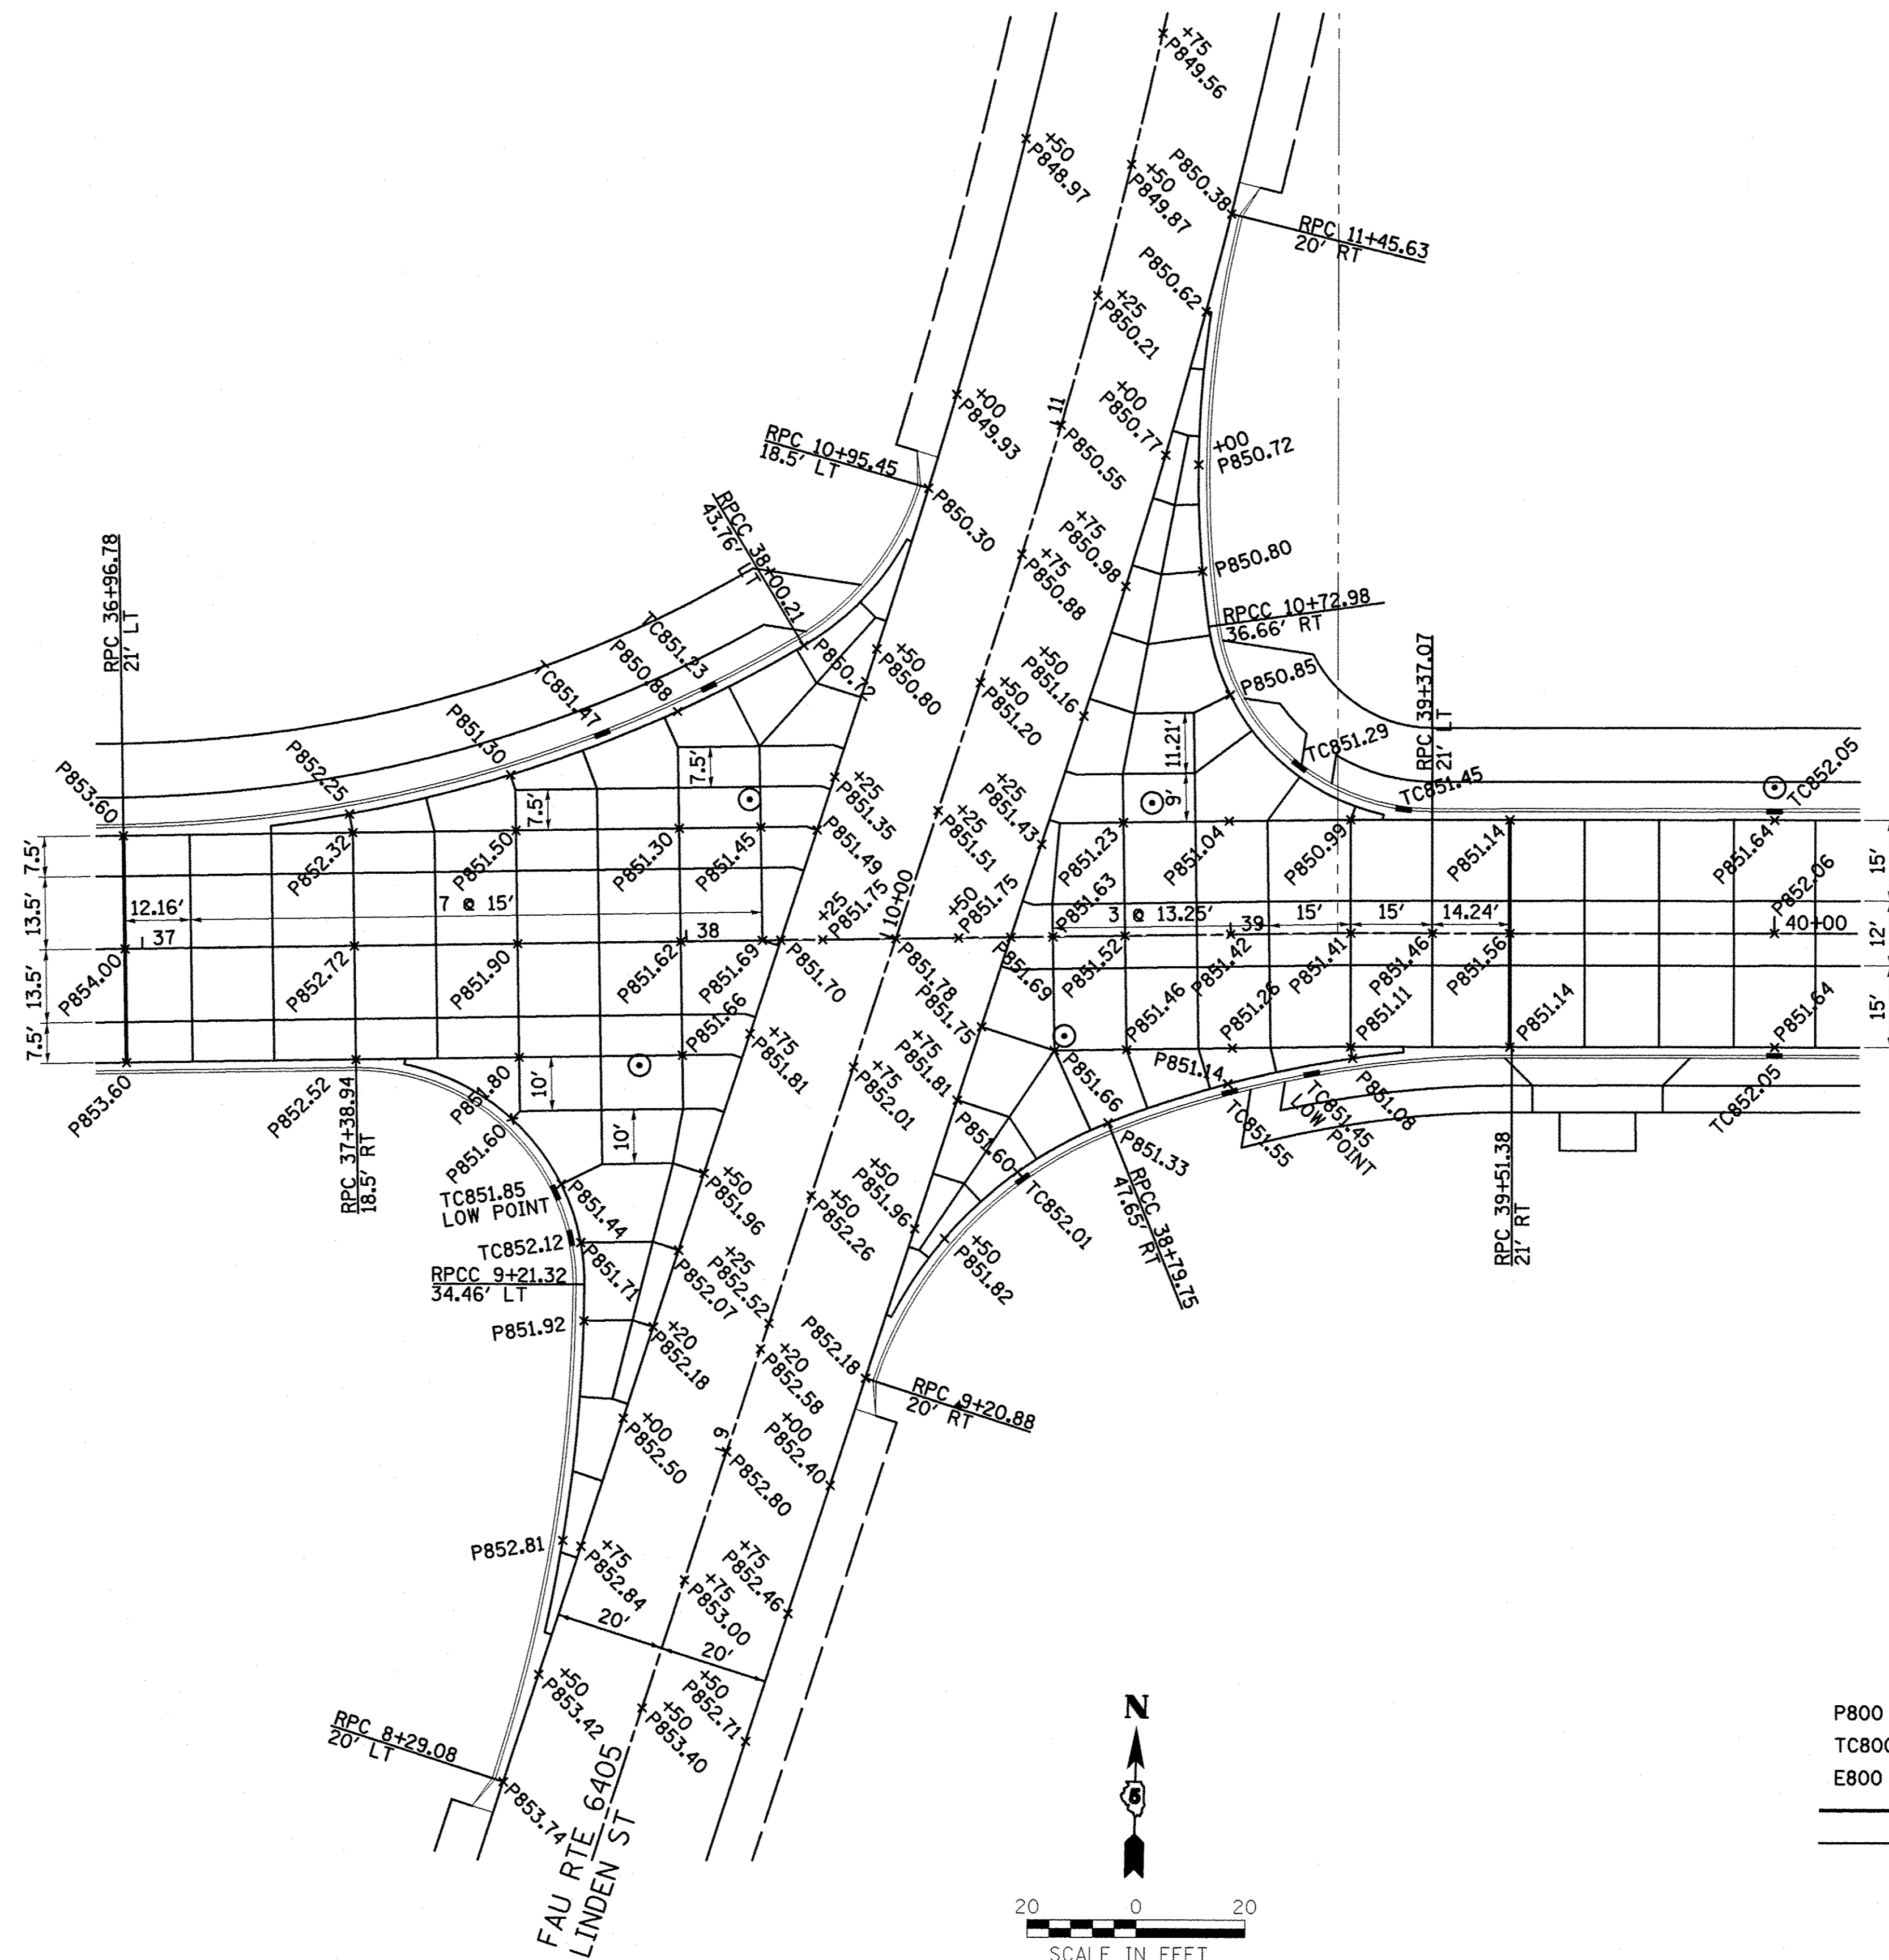 +75
P849.56
+50
P848.97
+50
P849.87
P850.38
RPC 11+45.63
20' RT
P850.62
+25
P850.21
+00
P849.93
11
P850.55
+00
P850.77
+00
P850.72
RPC 10+95.45
18.5' LT
P850.30
RPCC 38+00.21
43.76' LT
+75
P850.98
+75
P850.88
P850.80
RPCC 10+72.98
36.66' RT
RPC 36+96.78
21' LT
TC851.23
P850.88
P850.72
+50
P850.80
+50
P851.20
+50
P851.16
P850.85
RPC 39+37.07
21' LT
TC851.47
P851.30
P852.25
P853.60
7.5'
7.5'
+25
P851.35
P851.49
+25
P851.51
+25
P851.43
11.21'
9'
TC851.29
TC851.45
TC852.05
7.5'
13.5'
13.5'
7.5'
P852.32
P851.50
P851.30
P851.45
P851.23
P851.04
P850.99
P851.14
P851.64
P852.06
15'
12'
15'
12.16'
7 @ 15'
+25
P851.75
10+00
+50
P851.75
P851.63
3 @ 13.25'
15'
15'
14.24'
37
38
39
40+00
P854.00
P852.72
P851.90
P851.62
P851.69
P851.70
P851.78
P851.69
P851.52
P851.42
P851.41
P851.46
P851.56
P851.66
P851.75
P851.46
P851.26
P851.11
P851.14
P851.64
P853.60
P852.52
RPC 37+38.94
18.5' RT
P851.80
P851.60
10'
10'
+75
P851.81
+75
P852.01
+75
P851.81
P851.66
P851.14
TC851.55
TC851.45
LOW POINT
P851.08
TC852.05
P851.33
RPCC 38+79.75
47.65' RT
RPC 39+51.38
21' RT
P851.60
TC852.01
TC851.85
LOW POINT
P851.44
TC852.12
P851.71
RPCC 9+21.32
34.46' LT
P851.92
+50
P851.96
P852.07
+20
P852.18
+50
P852.26
+25
P852.52
+50
P851.96
+50
P851.82
+20
P852.58
P852.18
RPC 9+20.88
20' RT
+00
P852.50
9
P852.80
+00
P852.40
P852.81
+75
P852.84
+75
P853.00
+75
P852.46
20'
20'
+50
P853.42
+50
P853.40
+50
P852.71
RPC 8+29.08
20' LT
P853.74
FAU RTE 6405
LINDEN ST
N
5
20 0 20
SCALE IN FEET
P800
TC800
E800